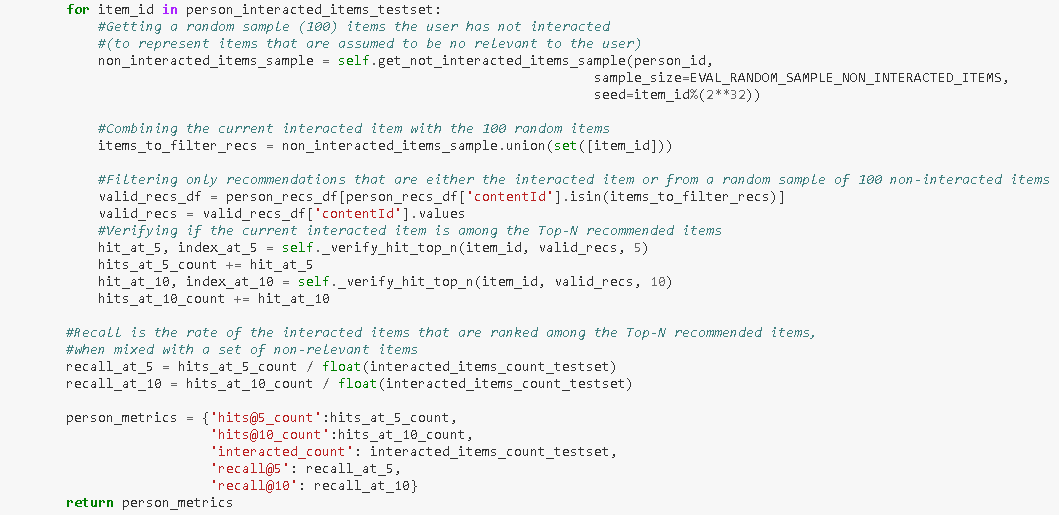 for item_id in person_interacted_items_testset:
#Getting a random sample (100) items the user has not interacted
#(to represent items that are assumed to be no relevant to the user)
non_interacted_items_sample = self.get_not_interacted_items_sample(person_id,
sample_size=EVAL_RANDOM_SAMPLE_NON_INTERACTED_ITEMS,
seed=item_id%(2**32))
#Combining the current interacted item with the 100 random items
items_to_filter_recs = non_interacted_items_sample.union(set([item_id]))
#Filtering only recommendations that are either the interacted item or from a random sample of 100 non-interacted items
valid_recs_df = person_recs_df[person_recs_df['contentId'].isin(items_to_filter_recs)]
valid_recs = valid_recs_df['contentId'].values
#Verifying if the current interacted item is among the Top-N recommended items
hit_at_5, index_at_5 = self._verify_hit_top_n(item_id, valid_recs, 5)
hits_at_5_count += hit_at_5
hit_at_10, index_at_10 = self._verify_hit_top_n(item_id, valid_recs, 10)
hits_at_10_count += hit_at_10
#Recall is the rate of the interacted items that are ranked among the Top-N recommended items,
#when mixed with a set of non-relevant items
recall_at_5 = hits_at_5_count / float(interacted_items_count_testset)
recall_at_10 = hits_at_10_count / float(interacted_items_count_testset)
person_metrics = {'hits@5_count':hits_at_5_count,
'hits@10_count':hits_at_10_count,
'interacted_count': interacted_items_count_testset,
'recall@5': recall_at_5,
'recall@10': recall_at_10}
return person_metrics